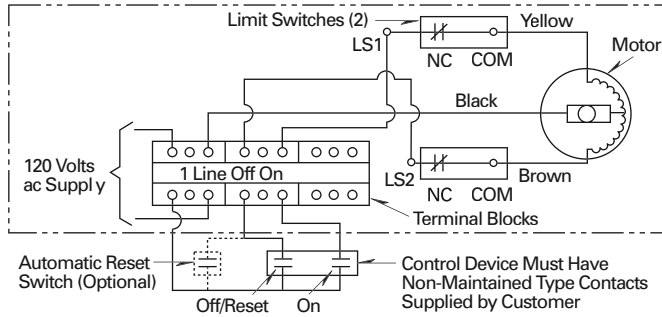 Limit Switches (2)
Yellow
LS1
Motor
NC COM
Black
120 Volts
ac Supply
1 Line Off On
LS2
NC COM
Brown
Terminal Blocks
Automatic Reset
Switch (Optional)
Off/Reset
On
Control Device Must Have
Non-Maintained Type Contacts
Supplied by Customer